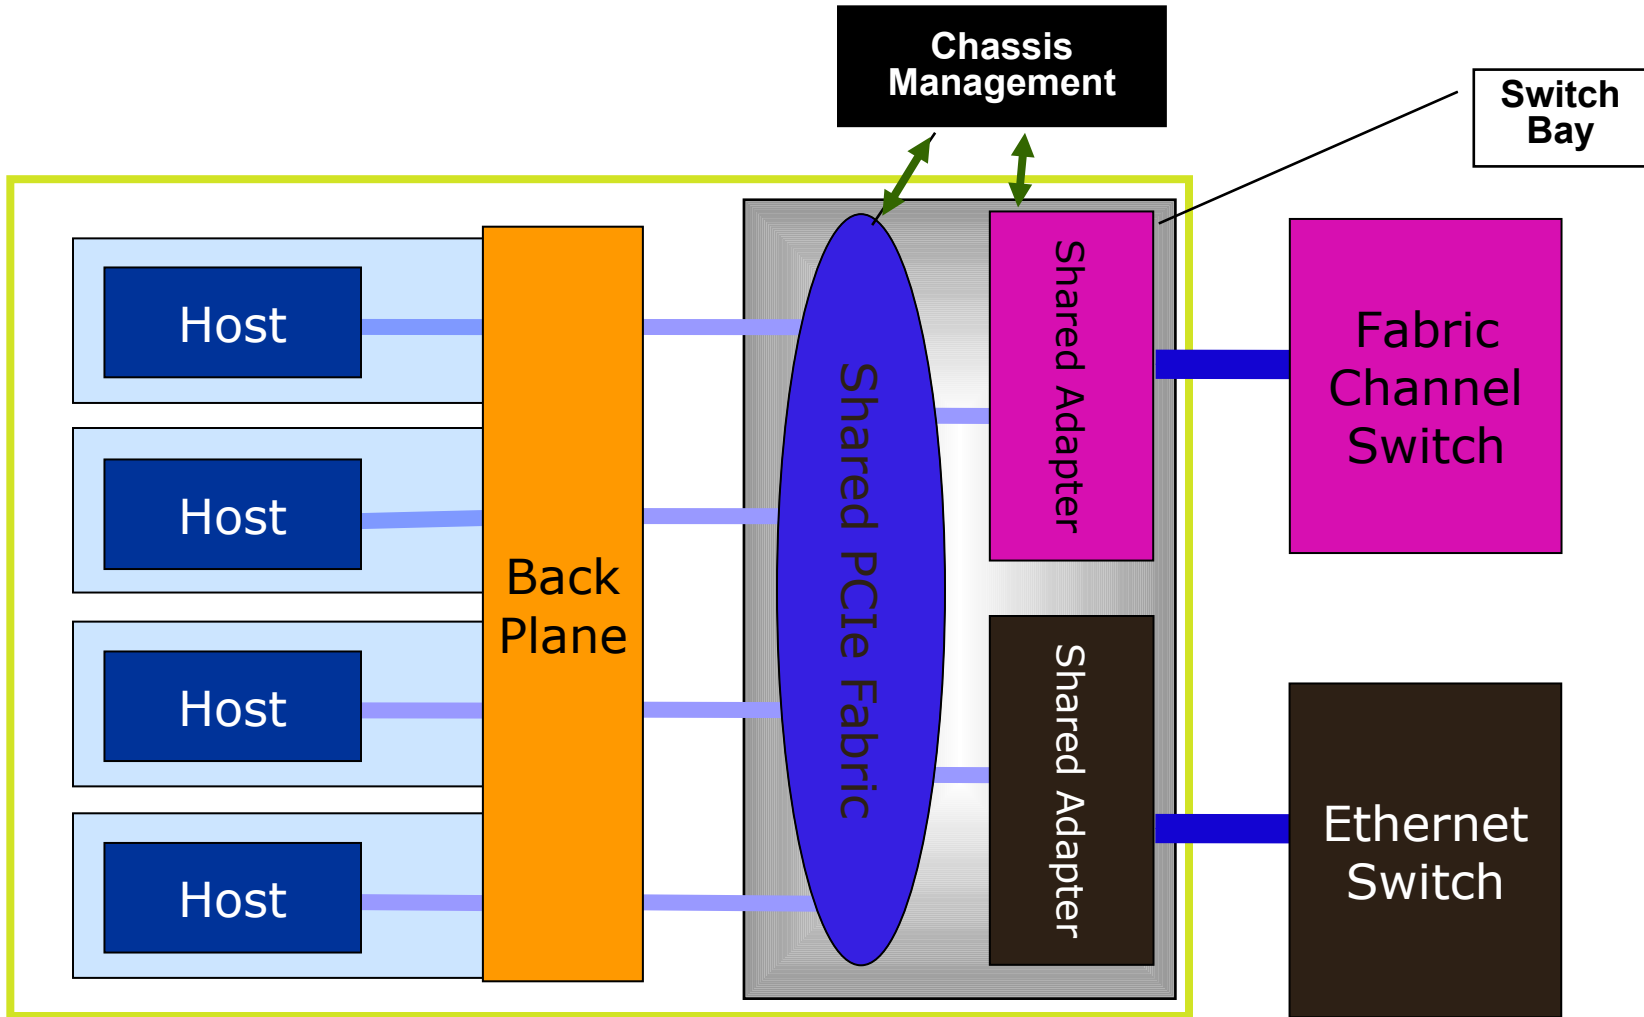 Chassis
Management
Switch
Bay
Host
Host
Host
Host
Back
Plane
Shared PCIe Fabric
Shared Adapter
Shared Adapter
Fabric
Channel
Switch
Ethernet
Switch